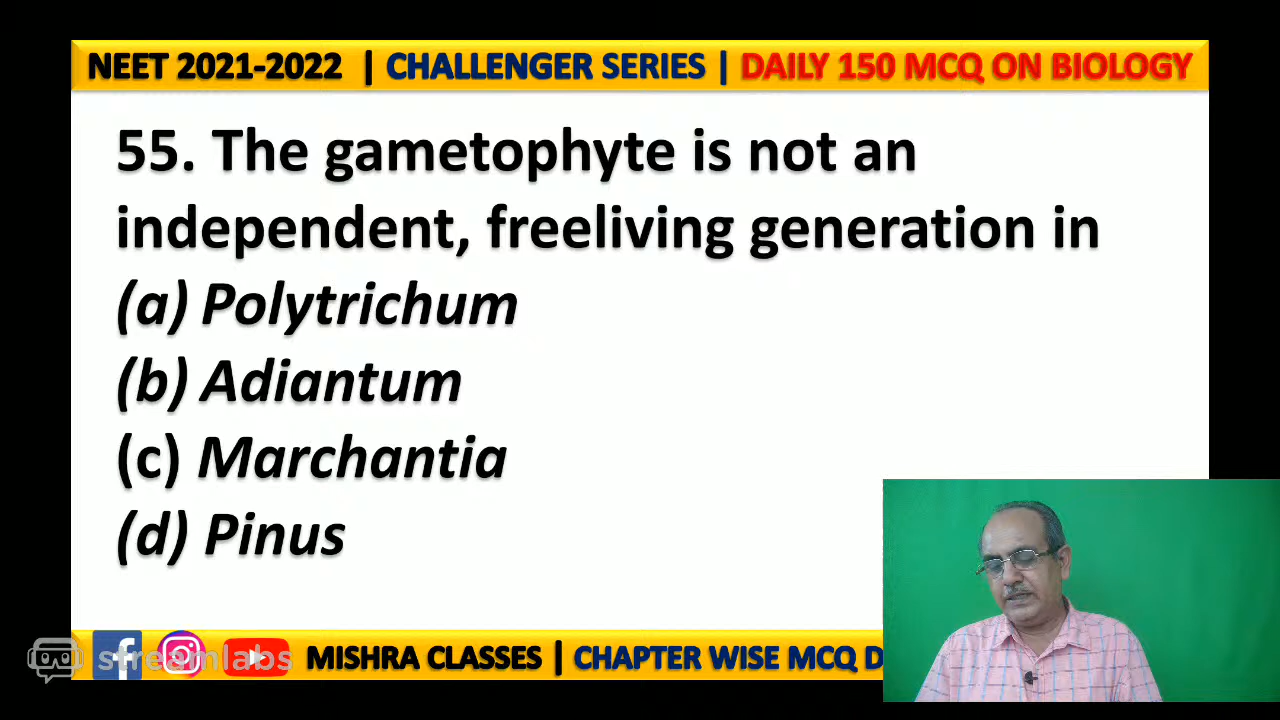 NEET 2021-2022 | CHALLENGER SERIES | DAILY 150 MCQ ON BIOLOGY
55. The gametophyte is not an
independent, freeliving generation in
(a) Polytrichum
(b) Adiantum
(c) Marchantia
(d) Pinus
streamlabs MISHRA CLASSES | CHAPTER WISE MCQ D